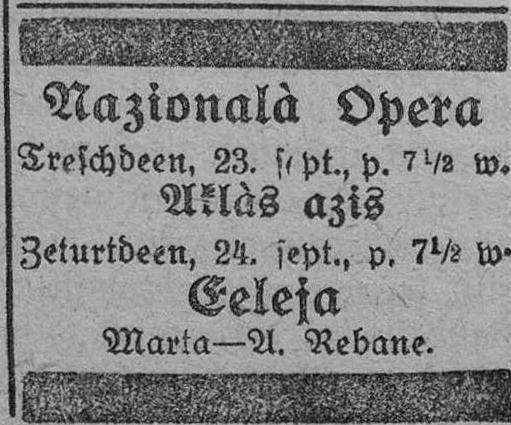 Nazionalà Opera
Treſchdeen, 23. ſept., p. 7 1/2 w.
Aklàs azis
Zeturtdeen, 24. ſept., p. 7 1/2 w.
Eeleja
Marta—A. Rebane.